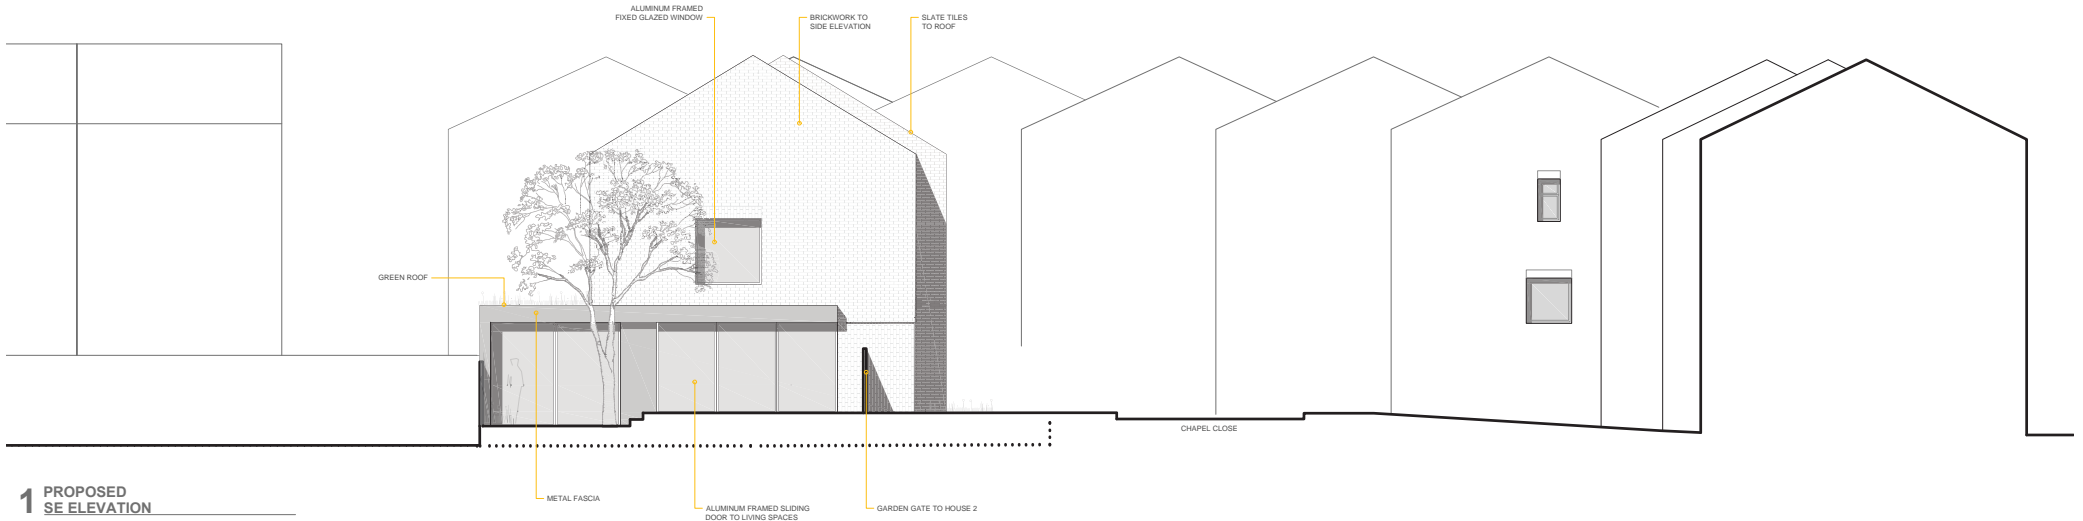 ALUMINUM FRAMED
FIXED GLAZED WINDOW
BRICKWORK TO
SIDE ELEVATION
SLATE TILES
TO ROOF
GREEN ROOF
CHAPEL CLOSE
METAL FASCIA
ALUMINUM FRAMED SLIDING
DOOR TO LIVING SPACES
GARDEN GATE TO HOUSE 2
1 PROPOSED
SE ELEVATION